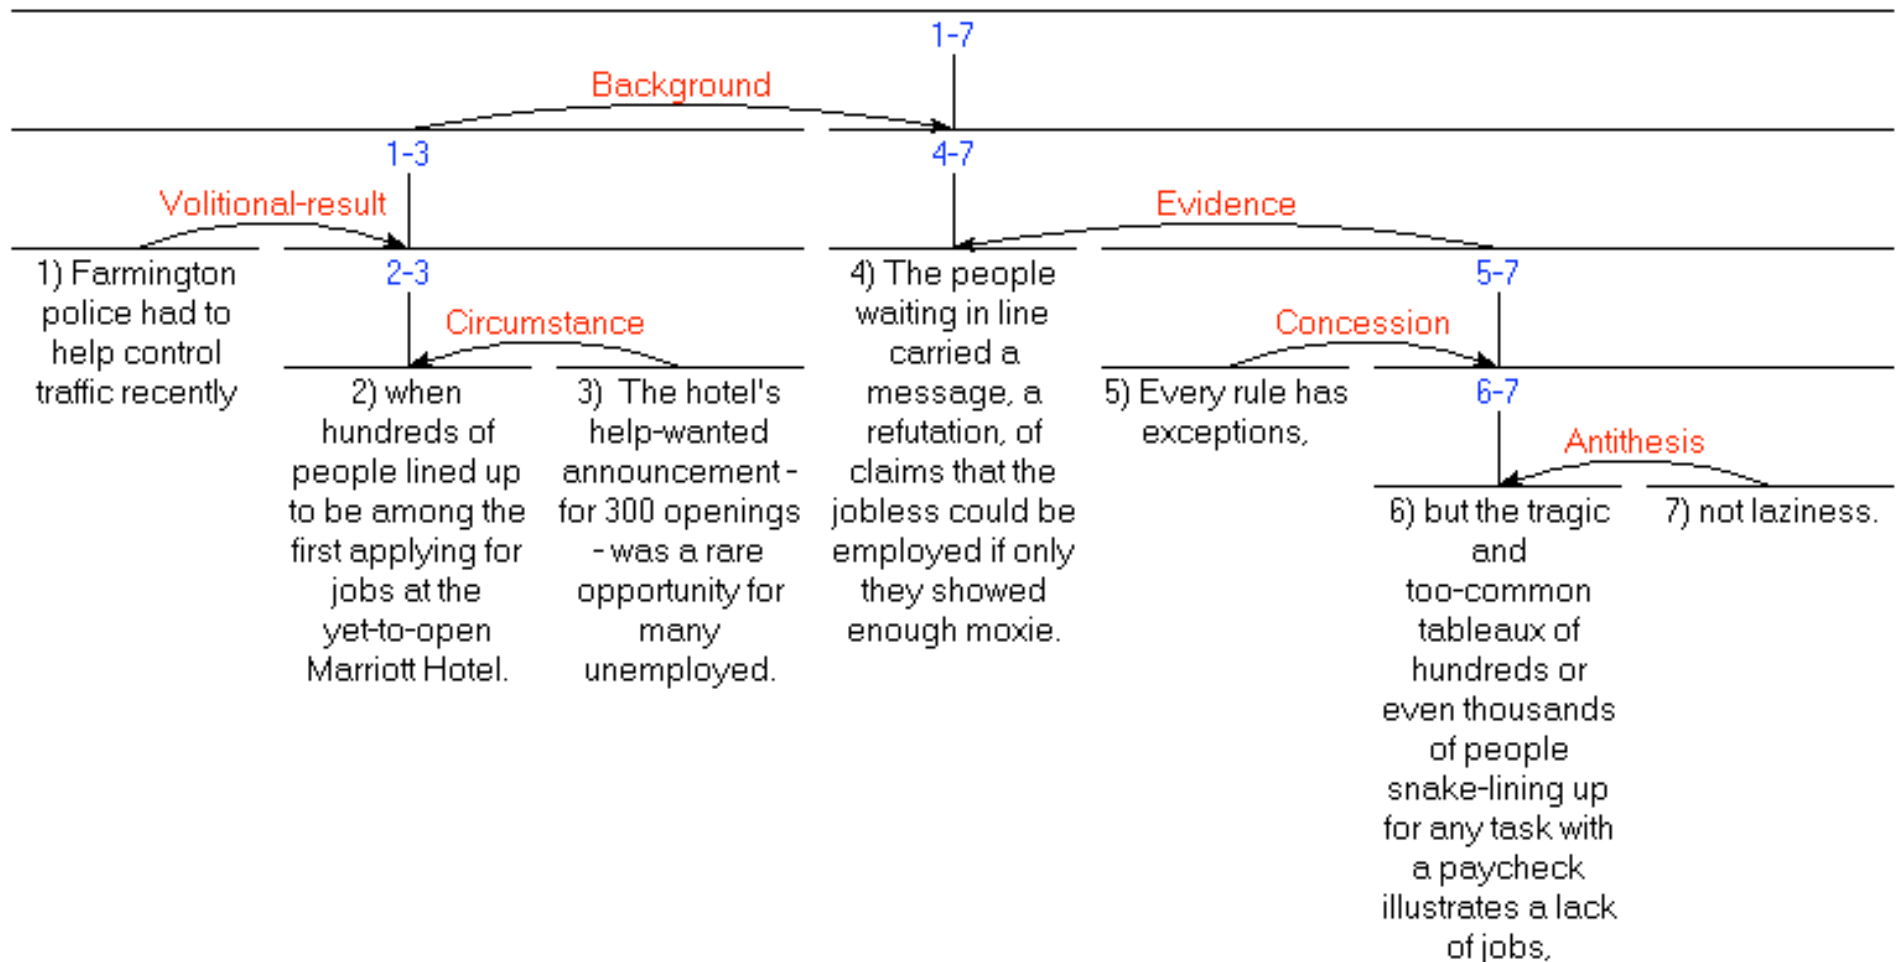 1-7
Background
1-3
4-7
Volitional-result
Evidence
1) Farmington
police had to
help control
traffic recently
2-3
Circumstance
2) when
hundreds of
people lined up
to be among the
first applying for
jobs at the
yet-to-open
Marriott Hotel.
3) The hotel's
help-wanted
announcement -
for 300 openings
- was a rare
opportunity for
many
unemployed.
4) The people
waiting in line
carried a
message, a
refutation, of
claims that the
jobless could be
employed if only
they showed
enough moxie.
5-7
Concession
5) Every rule has
exceptions,
6-7
Antithesis
6) but the tragic
and
too-common
tableaux of
hundreds or
even thousands
of people
snake-lining up
for any task with
a paycheck
illustrates a lack
of jobs,
7) not laziness.